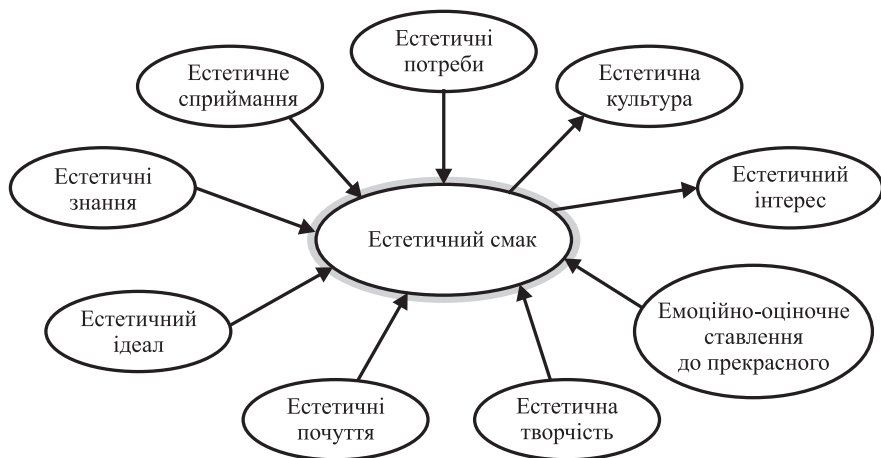 Естетичні
потреби
Естетичне
сприймання
Естетична
культура
Естетичні
знання
Естетичний
інтерес
Естетичний смак
Естетичний
ідеал
Емоційно-оціночне
ставлення
до прекрасного
Естетичні
почуття
Естетична
творчість